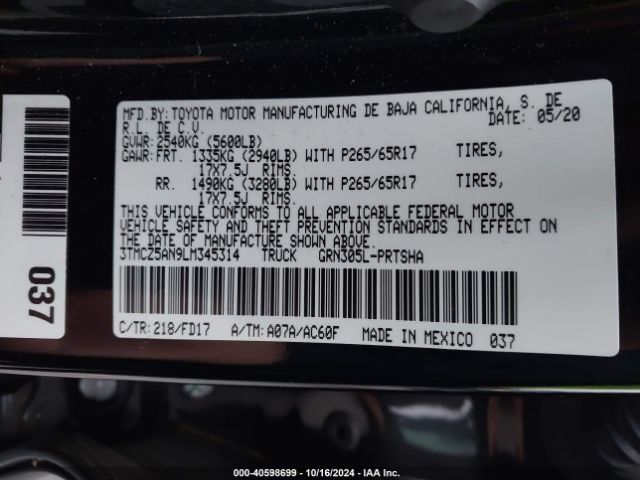 MFD.BY:TOYOTA MOTOR MANUFACTURING DE BAJA CALIFORNIA, S. DE
R.L. DE C.V. DATE: 05/20
GVWR:2540KG (5600LB)
GAWR:FRT. 1335KG (2940LB) WITH P265/65R17 TIRES,
17X7.5J RIMS.
RR. 1490KG (3280LB) WITH P265/65R17 TIRES,
17X7.5J RIMS.
THIS VEHICLE CONFORMS TO ALL APPLICABLE FEDERAL MOTOR
VEHICLE SAFETY AND THEFT PREVENTION STANDARDS IN EFFECT ON
THE DATE OF MANUFACTURE SHOWN ABOVE.
3TMCZ5AN9LM345314 TRUCK GRN305L-PRTSHA
C/TR:218/FD17 A/TM:A07A/AC60F MADE IN MEXICO 037
037
000-40598699 | 10/16/2024 | IAA Inc.